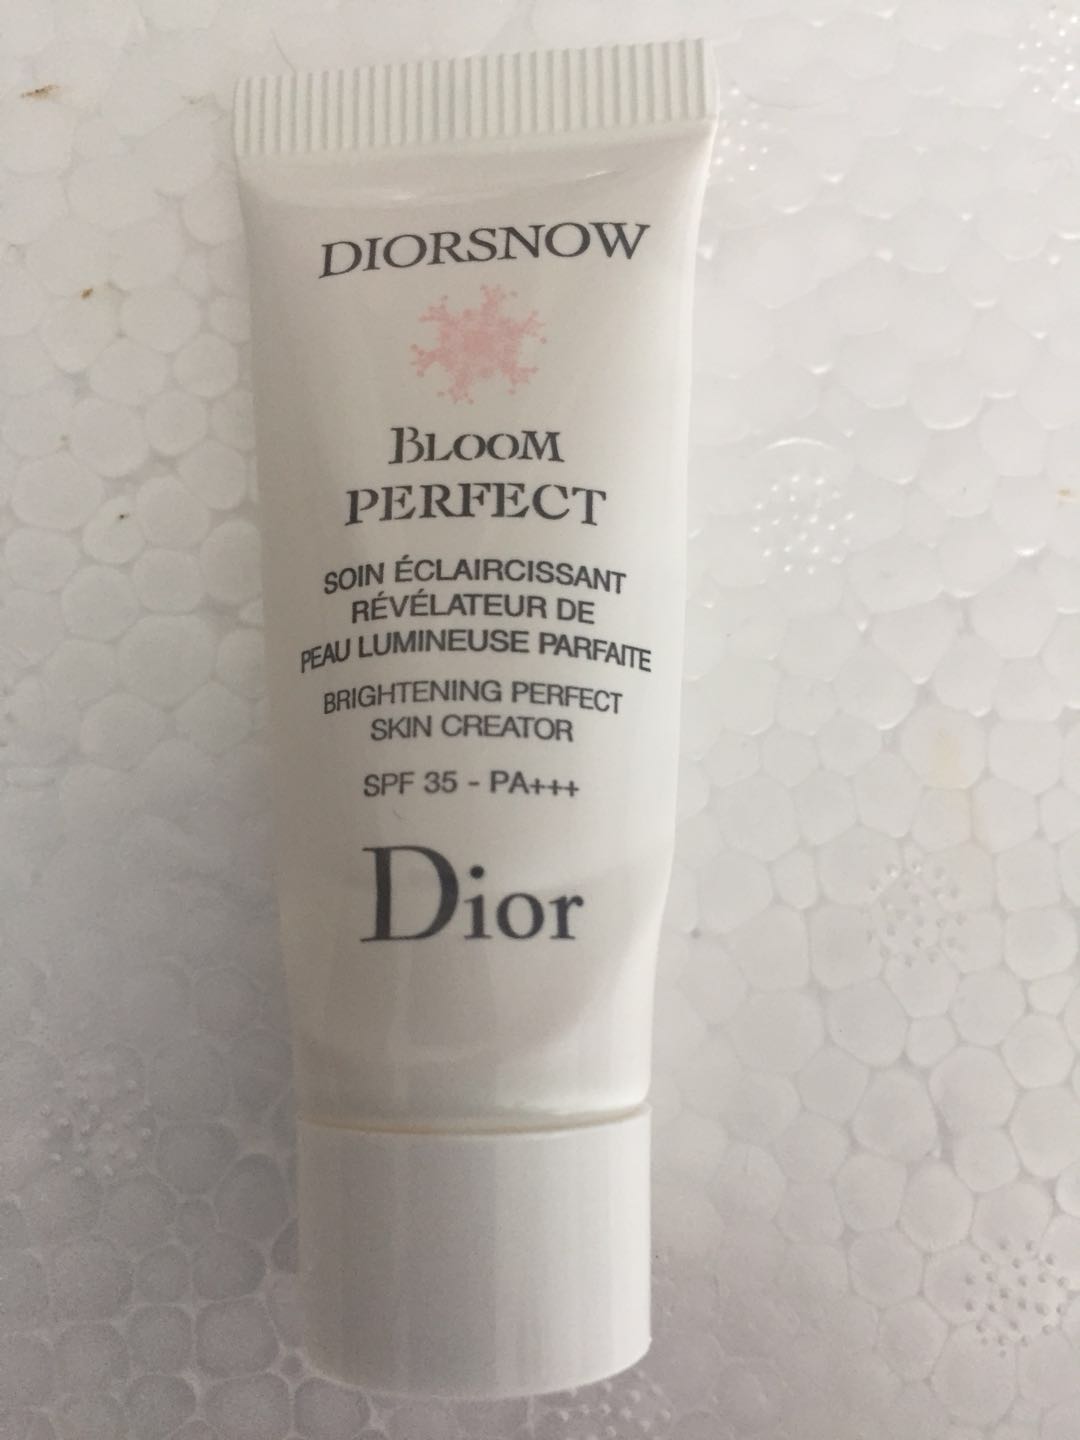 DIORSNOW
BLOOM
PERFECT
SOIN ÉCLAIRCISSANT
RÉVÉLATEUR DE
PEAU LUMINEUSE PARFAITE
BRIGHTENING PERFECT
SKIN CREATOR
SPF 35 - PA+++
Dior